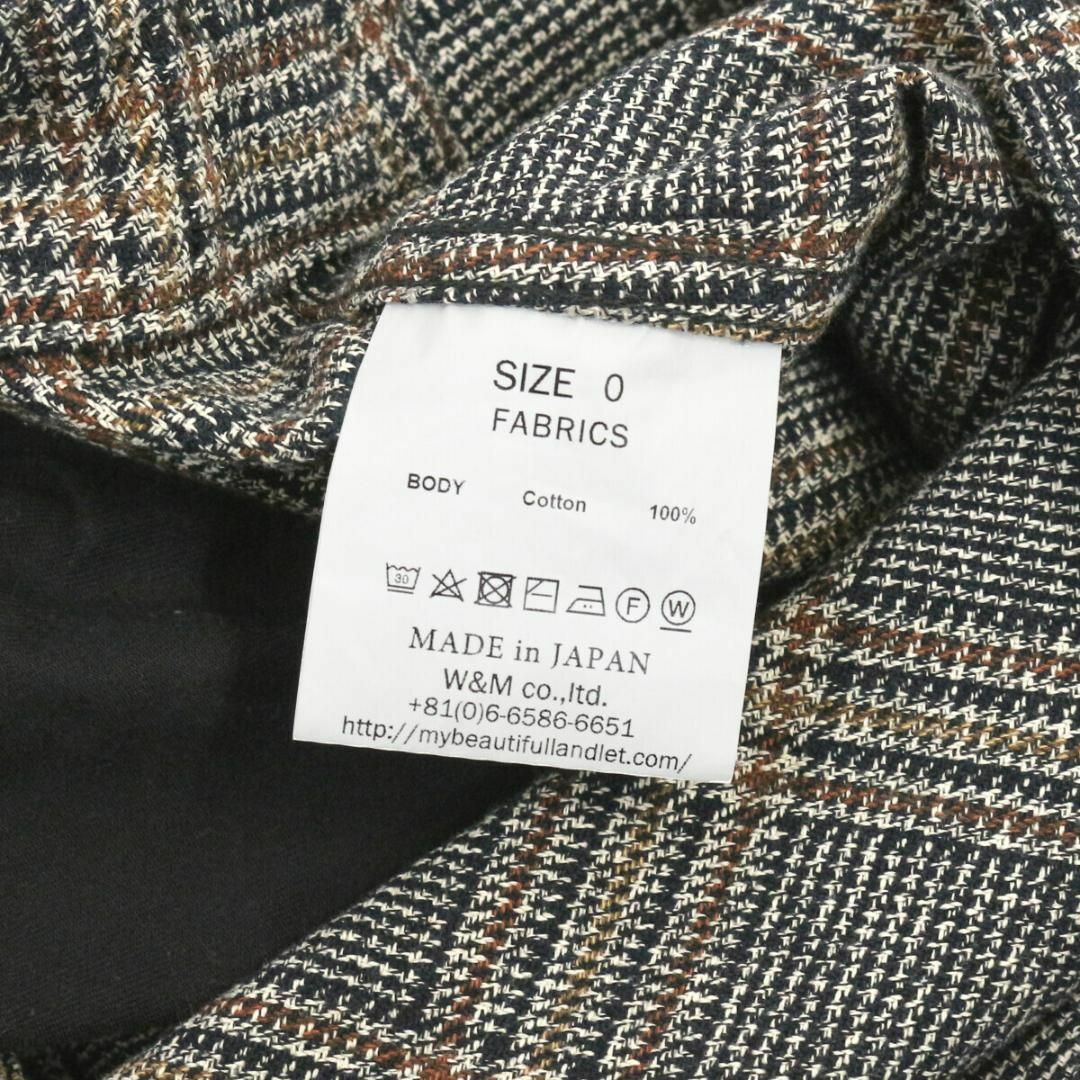 SIZE 0
FABRICS
BODY Cotton 100%
30 F W
MADE in JAPAN
W&M co.,ltd.
+81(0)6-6586-6651
http://mybeautifullandlet.com/